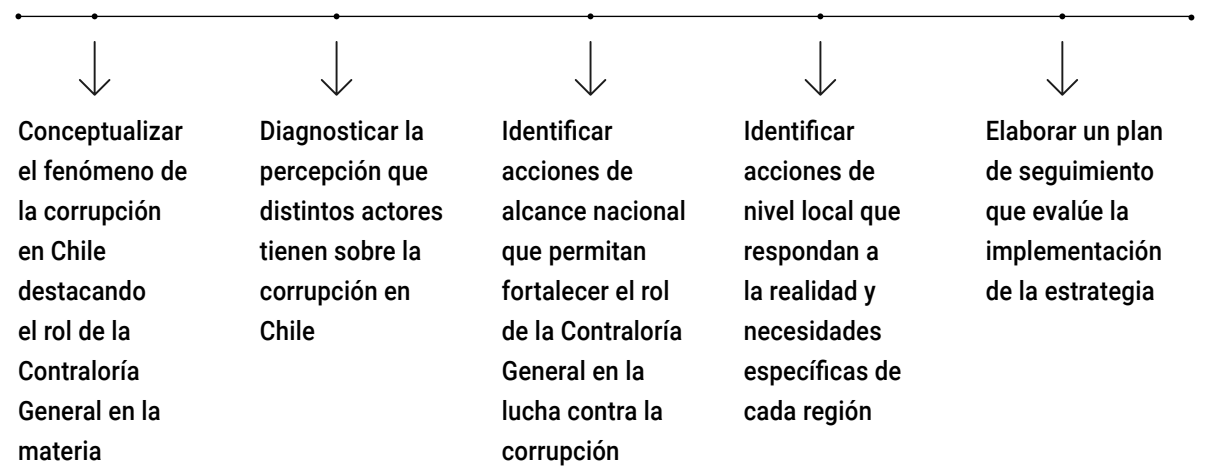 Conceptualizar
el fenómeno de
la corrupción
en Chile
destacando
el rol de la
Contraloría
General en la
materia
Diagnosticar la
percepción que
distintos actores
tienen sobre la
corrupción en
Chile
Identificar
acciones de
alcance nacional
que permitan
fortalecer el rol
de la Contraloría
General en la
lucha contra la
corrupción
Identificar
acciones de
nivel local que
respondan a
la realidad y
necesidades
específicas de
cada región
Elaborar un plan
de seguimiento
que evalúe la
implementación
de la estrategia